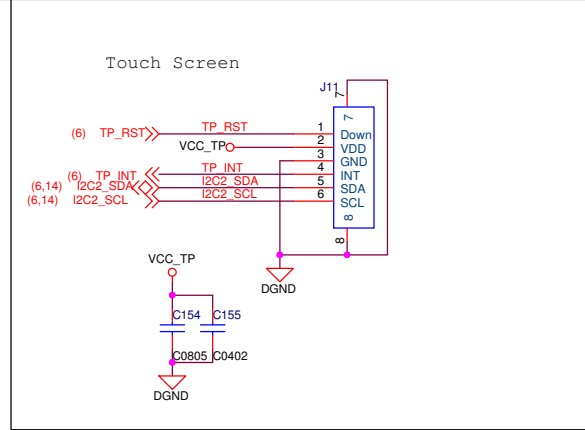 Touch Screen
J11
7
7
(6) TP_RST TP_RST 1 Down
VCC_TP 2 VDD
3 GND
(6) TP_INT TP_INT 4 INT
(6,14) I2C2_SDA I2C2_SDA 5 SDA
(6,14) I2C2_SCL I2C2_SCL 6 SCL
8
8
VCC_TP
DGND
C154 C155
C0805 C0402
DGND